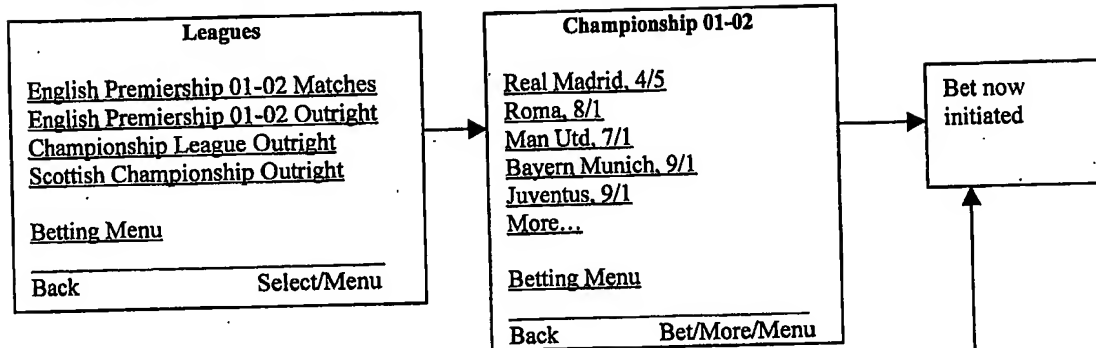 Leagues
English Premiership 01-02 Matches
English Premiership 01-02 Outright
Championship League Outright
Scottish Championship Outright
Betting Menu
Back Select/Menu
Championship 01-02
Real Madrid, 4/5
Roma, 8/1
Man Utd, 7/1
Bayern Munich, 9/1
Juventus, 9/1
More...
Betting Menu
Back Bet/More/Menu
Bet now
initiated